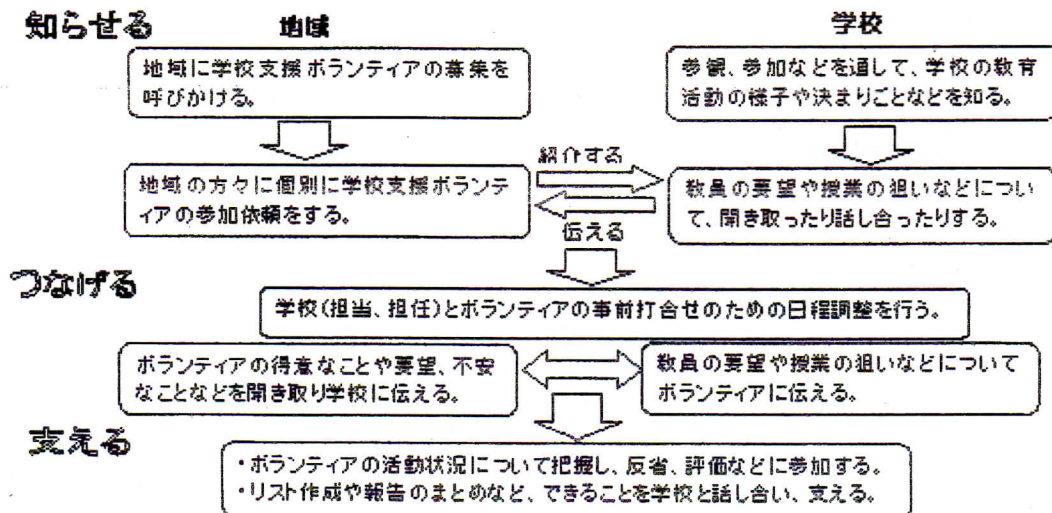 知らせる
地域
学校
地域に学校支援ボランティアの募集を
呼びかける。
参観、参加などを通して、学校の教育
活動の様子や決まりごとなどを知る。
紹介する
地域の方々に個別に学校支援ボランテ
ィアの参加依頼をする。
教員の要望や授業の狙いなどについ
て、聞き取ったり話し合ったりする。
伝える
つなげる
学校(担当、担任)とボランティアの事前打合せのための日程調整を行う。
ボランティアの得意なことや要望、不安
なことなどを聞き取り学校に伝える。
教員の要望や授業の狙いなどについて
ボランティアに伝える。
支える
・ボランティアの活動状況について把握し、反省、評価などに参加する。
・リスト作成や報告のまとめなど、できることを学校と話し合い、支える。